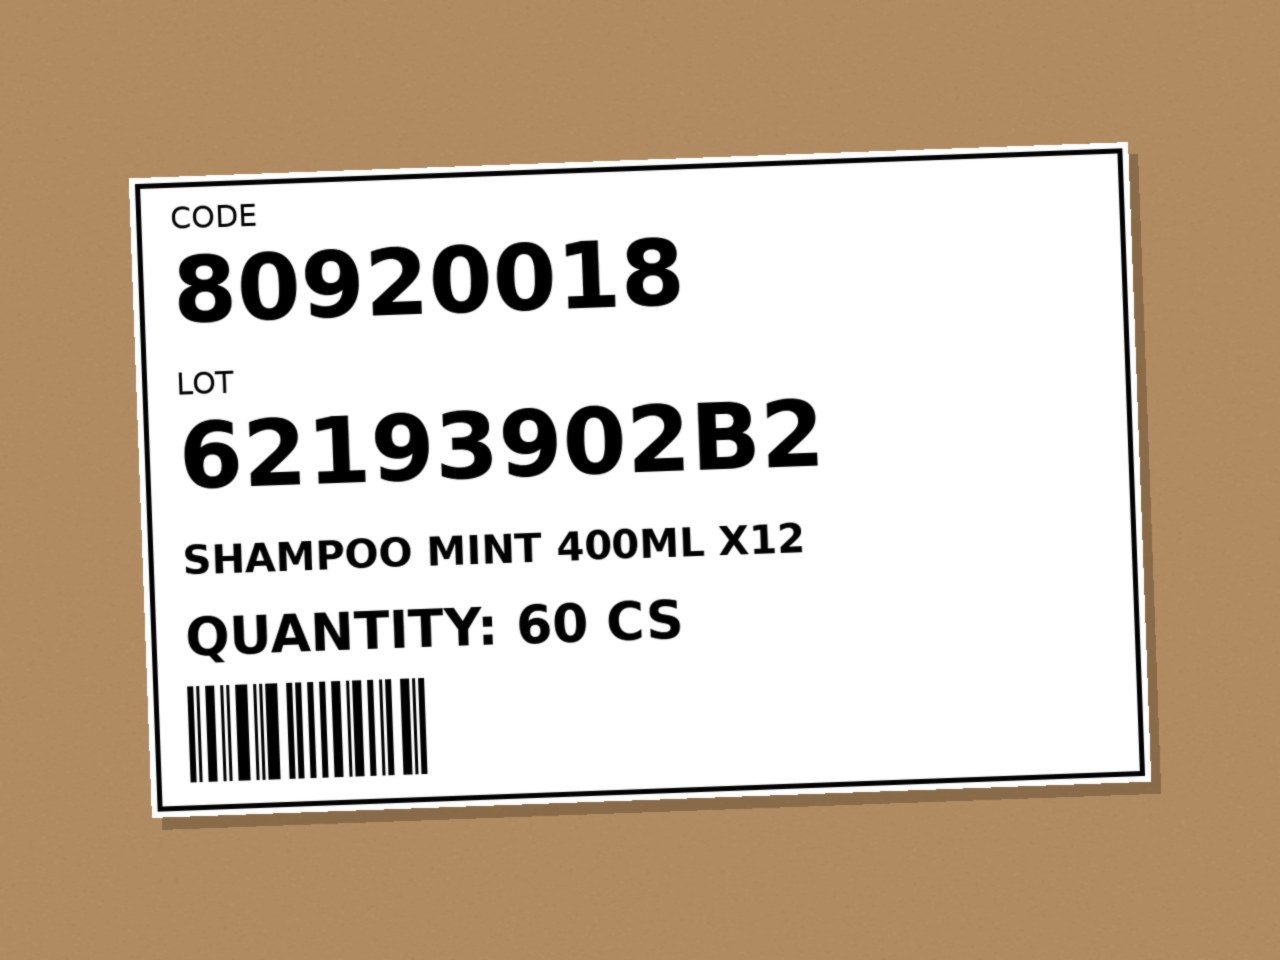 CODE
80920018
LOT
62193902B2
SHAMPOO MINT 400ML X12
QUANTITY: 60 CS